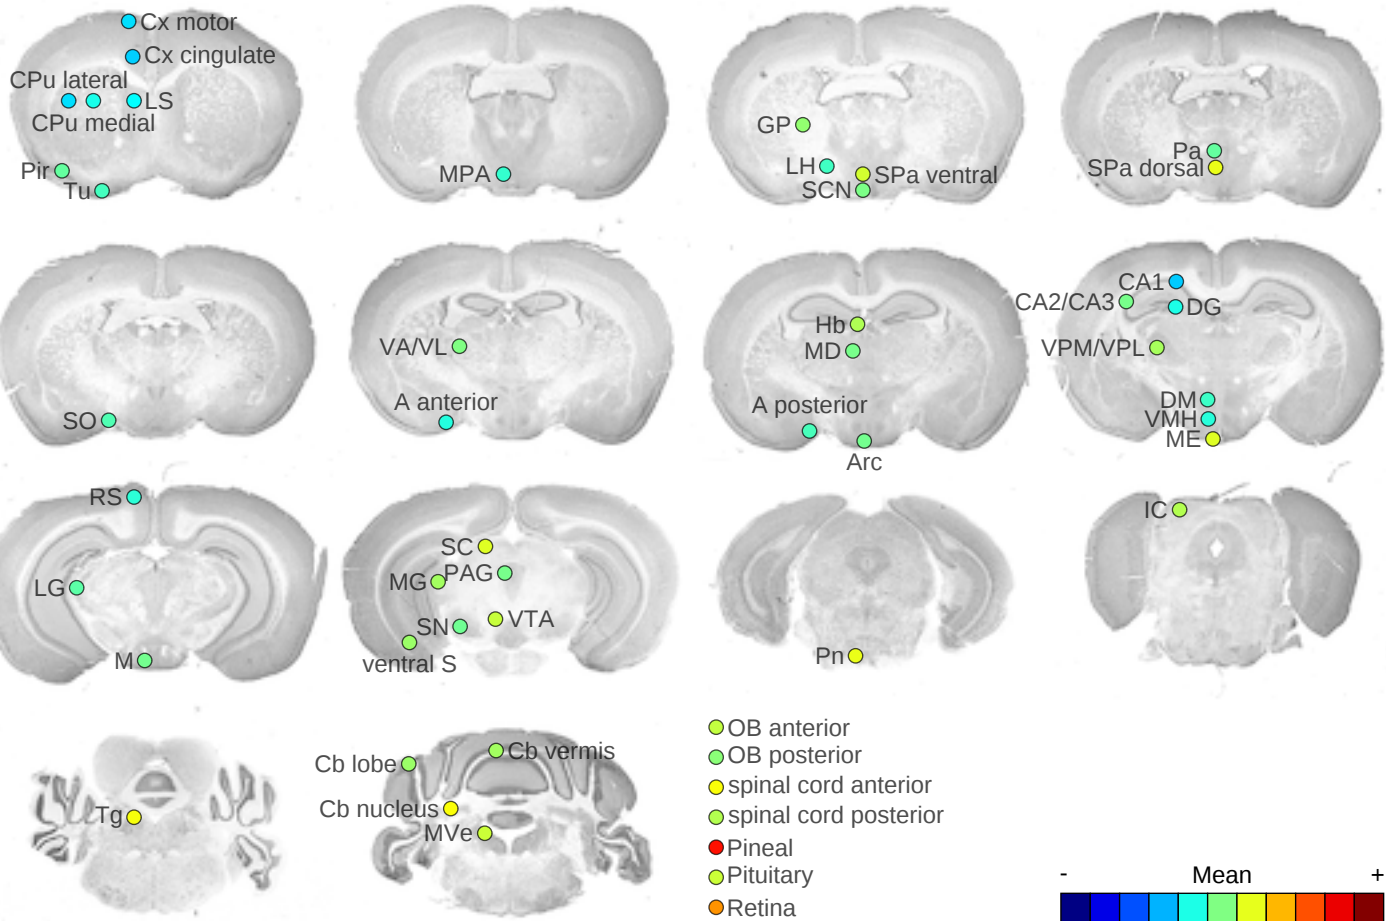 Cx motor
Cx cingulate
CPu lateral
LS
CPu medial
Pir
Tu
MPA
GP
LH
SPa ventral
SCN
Pa
SPa dorsal
SO
VA/VL
A anterior
Hb
MD
A posterior
Arc
CA1
CA2/CA3
DG
VPM/VPL
DM
VMH
ME
RS
LG
M
SC
MG
PAG
SN
VTA
ventral S
Pn
IC
Tg
Cb lobe
Cb vermis
Cb nucleus
MVe
OB anterior
OB posterior
spinal cord anterior
spinal cord posterior
Pineal
Pituitary
Retina
- Mean +